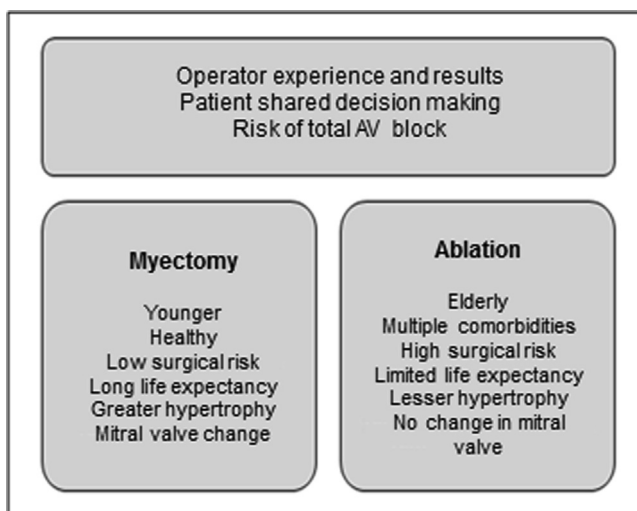 Operator experience and results
Patient shared decision making
Risk of total AV block
Myectomy
Younger
Healthy
Low surgical risk
Long life expectancy
Greater hypertrophy
Mitral valve change
Ablation
Elderly
Multiple comorbidities
High surgical risk
Limited life expectancy
Lesser hypertrophy
No change in mitral
valve